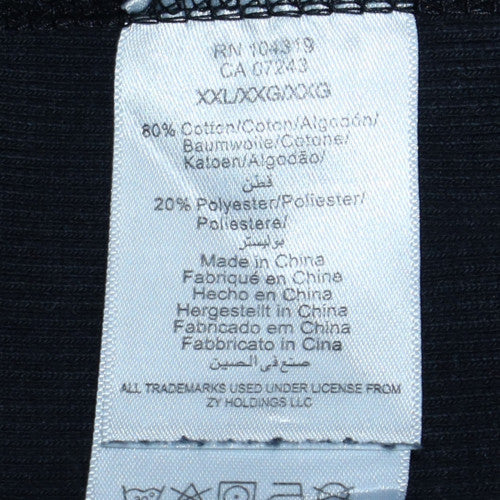 RN 104319
CA 07243
XXL/XXG/XXG
80% Cotton/Coton/Algodón/
Baumwolle/Cotone/
Katoen/Algodão/
قطن
20% Polyester/Poliester/
Poliestere/
بوليستر
Made in China
Fabriqué en China
Hecho en China
Hergestellt in China
Fabricado em China
Fabbricato in Cina
صنع في الصين
ALL TRADEMARKS USED UNDER LICENSE FROM
ZY HOLDINGS LLC